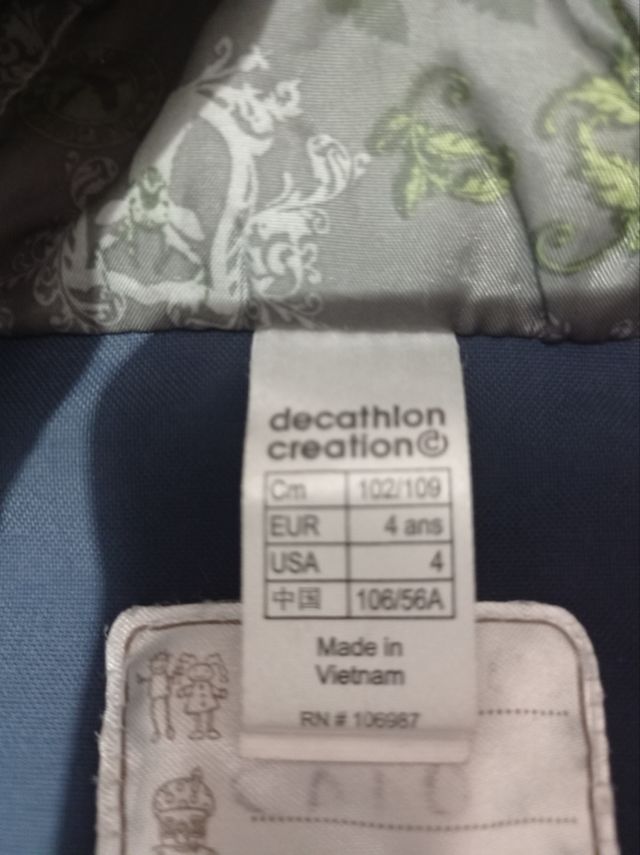 decathlon
creation©
Cm 102/109
EUR 4 ans
USA 4
中国 106/56A
Made in
Vietnam
RN # 106987